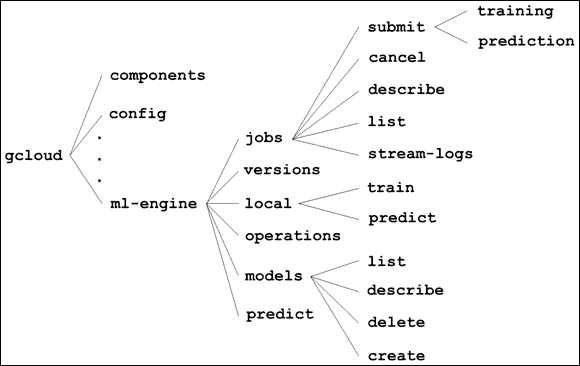 gcloud
components
config
.
.
.
ml-engine
jobs
versions
local
operations
models
predict
submit
cancel
describe
list
stream-logs
training
prediction
train
predict
list
describe
delete
create